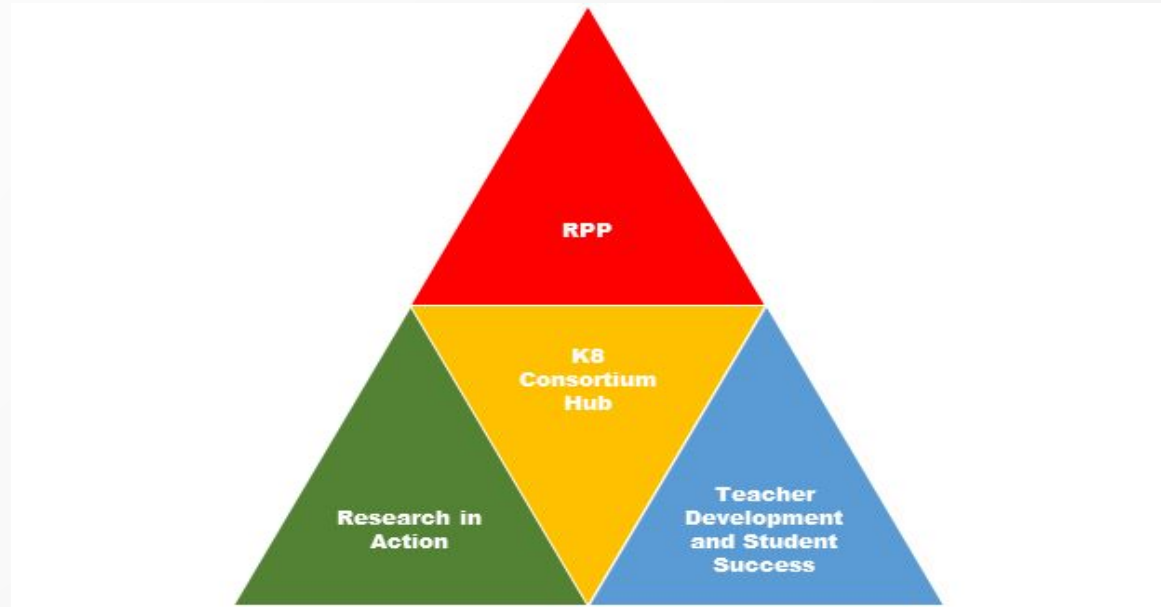 RPP
K8
Consortium
Hub
Research in
Action
Teacher
Development
and Student
Success